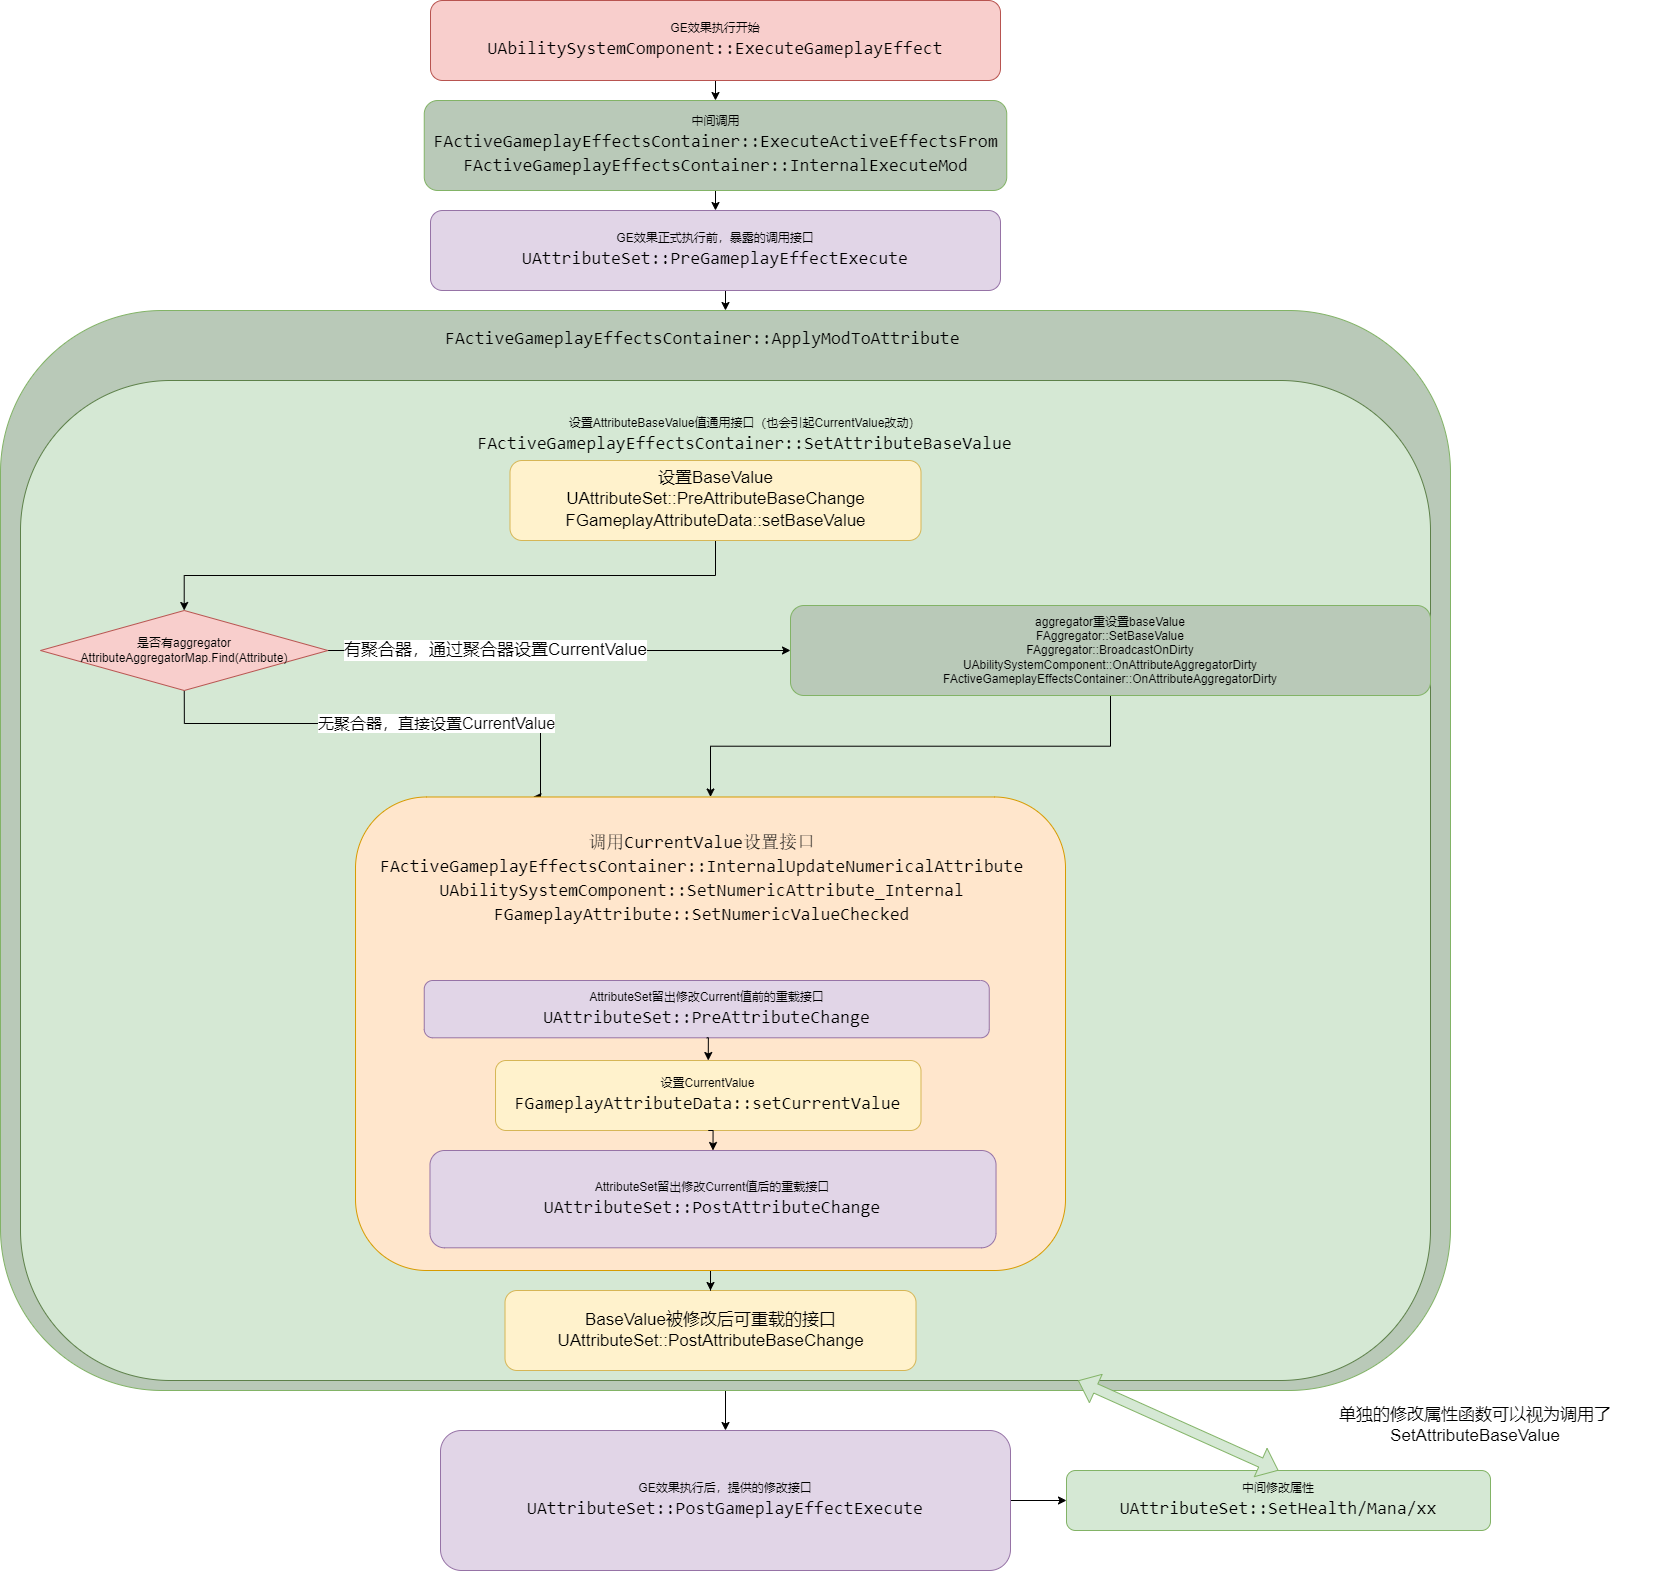 GE效果执行开始
UAbilitySystemComponent::ExecuteGameplayEffect
中间调用
FActiveGameplayEffectsContainer::ExecuteActiveEffectsFrom
FActiveGameplayEffectsContainer::InternalExecuteMod
GE效果正式执行前，暴露的调用接口
UAttributeSet::PreGameplayEffectExecute
FActiveGameplayEffectsContainer::ApplyModToAttribute
设置AttributeBaseValue值通用接口（也会引起CurrentValue改动）
FActiveGameplayEffectsContainer::SetAttributeBaseValue
设置BaseValue
UAttributeSet::PreAttributeBaseChange
FGameplayAttributeData::setBaseValue
是否有aggregator
AttributeAggregatorMap.Find(Attribute)
有聚合器，通过聚合器设置CurrentValue
aggregator重设置baseValue
FAggregator::SetBaseValue
FAggregator::BroadcastOnDirty
UAbilitySystemComponent::OnAttributeAggregatorDirty
FActiveGameplayEffectsContainer::OnAttributeAggregatorDirty
无聚合器，直接设置CurrentValue
调用CurrentValue设置接口
FActiveGameplayEffectsContainer::InternalUpdateNumericalAttribute
UAbilitySystemComponent::SetNumericAttribute_Internal
FGameplayAttribute::SetNumericValueChecked
AttributeSet留出修改Current值前的重载接口
UAttributeSet::PreAttributeChange
设置CurrentValue
FGameplayAttributeData::setCurrentValue
AttributeSet留出修改Current值后的重载接口
UAttributeSet::PostAttributeChange
BaseValue被修改后可重载的接口
UAttributeSet::PostAttributeBaseChange
单独的修改属性函数可以视为调用了
SetAttributeBaseValue
GE效果执行后，提供的修改接口
UAttributeSet::PostGameplayEffectExecute
中间修改属性
UAttributeSet::SetHealth/Mana/xx